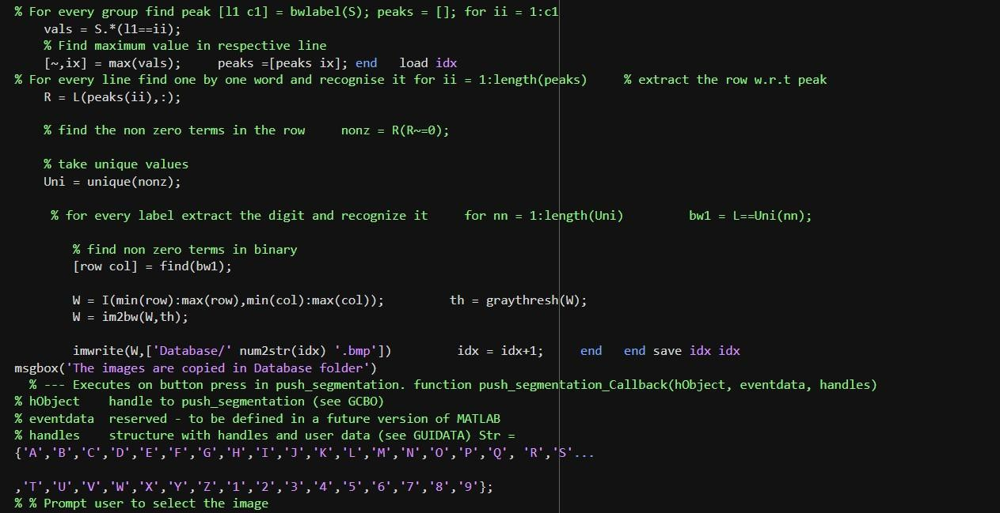 % For every group find peak [l1 c1] = bwlabel(S); peaks = []; for ii = 1:c1
    vals = S.*(l1==ii);
    % Find maximum value in respective line
    [~,ix] = max(vals);     peaks =[peaks ix]; end   load idx
% For every line find one by one word and recognise it for ii = 1:length(peaks)     % extract the row w.r.t peak
    R = L(peaks(ii),:);
    % find the non zero terms in the row     nonz = R(R~=0);
    % take unique values
    Uni = unique(nonz);
     % for every label extract the digit and recognize it     for nn = 1:length(Uni)         bw1 = L==Uni(nn);
        % find non zero terms in binary
        [row col] = find(bw1);
        W = I(min(row):max(row),min(col):max(col));         th = graythresh(W);
        W = im2bw(W,th);
        imwrite(W,['Database/' num2str(idx) '.bmp'])         idx = idx+1;     end   end save idx idx
msgbox('The images are copied in Database folder')
  % --- Executes on button press in push_segmentation. function push_segmentation_Callback(hObject, eventdata, handles)
% hObject    handle to push_segmentation (see GCBO)
% eventdata  reserved - to be defined in a future version of MATLAB
% handles    structure with handles and user data (see GUIDATA) Str =
{'A','B','C','D','E','F','G','H','I','J','K','L','M','N','O','P','Q', 'R','S'...
,'T','U','V','W','X','Y','Z','1','2','3','4','5','6','7','8','9'};
% % Prompt user to select the image